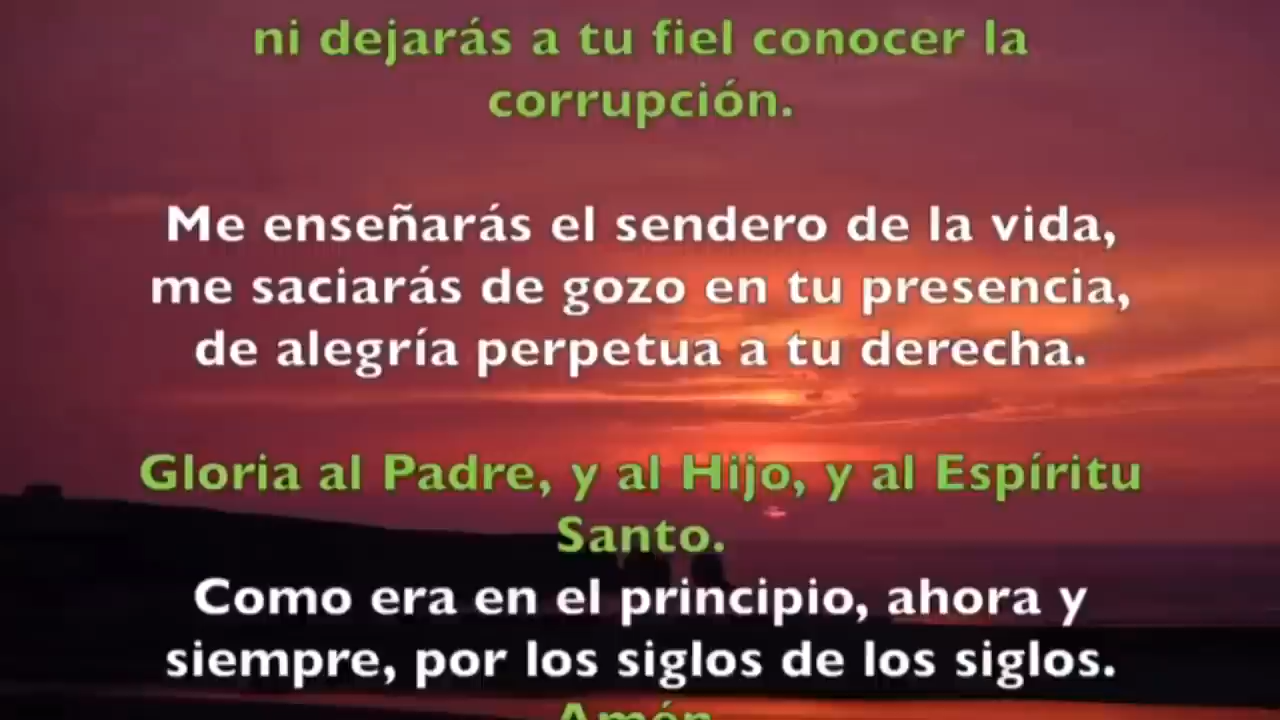 ni dejarás a tu fiel conocer la
corrupción.
Me enseñarás el sendero de la vida,
me saciarás de gozo en tu presencia,
de alegría perpetua a tu derecha.
Gloria al Padre, y al Hijo, y al Espíritu
Santo.
Como era en el principio, ahora y
siempre, por los siglos de los siglos.
Amén